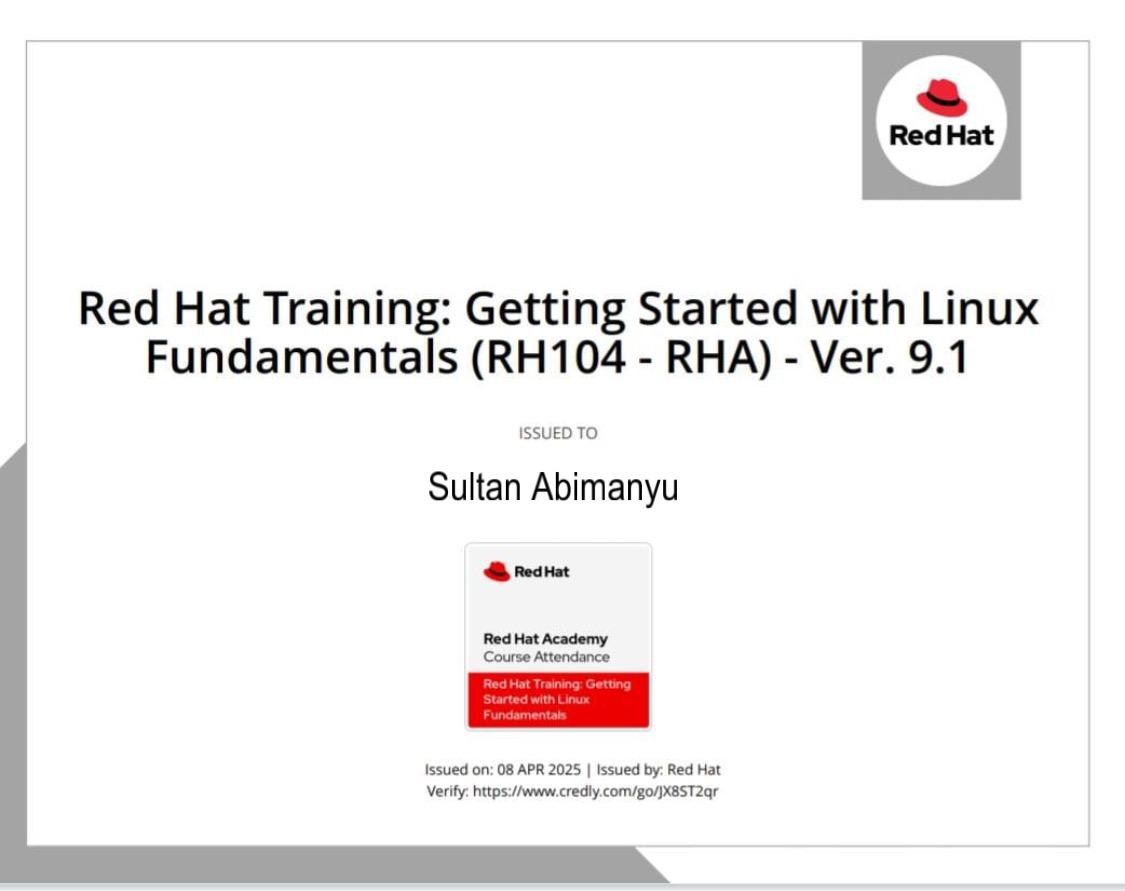 Red Hat
Red Hat Training: Getting Started with Linux
Fundamentals (RH104 - RHA) - Ver. 9.1
ISSUED TO
Sultan Abimanyu
Red Hat
Red Hat Academy
Course Attendance
Red Hat Training: Getting
Started with Linux
Fundamentals
Issued on: 08 APR 2025 | Issued by: Red Hat
Verify: https://www.credly.com/go/JX8ST2qr